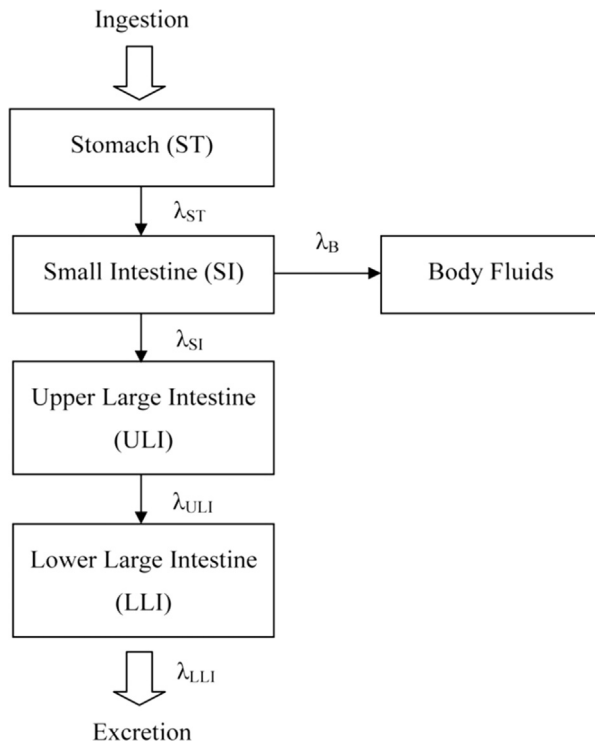 Ingestion
Stomach (ST)
λST
λB
Small Intestine (SI)
Body Fluids
λSI
Upper Large Intestine
(ULI)
λULI
Lower Large Intestine
(LLI)
λLLI
Excretion